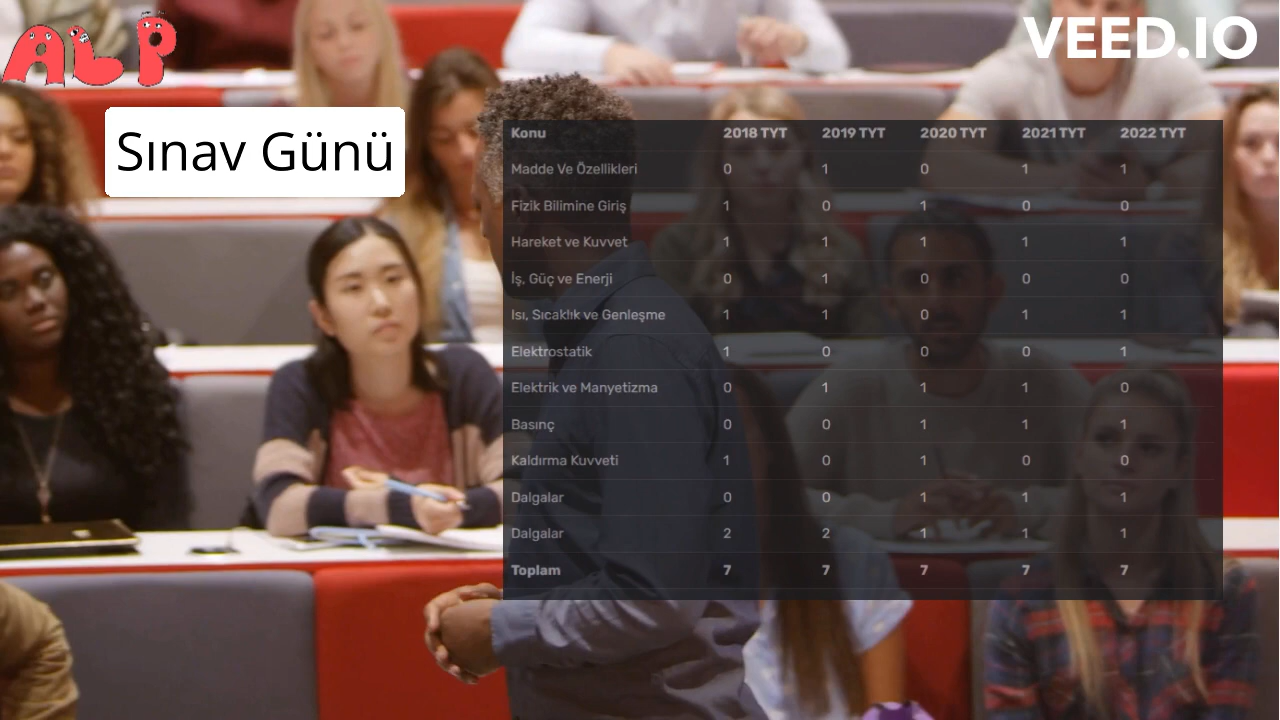 ALP
VEED.IO
Sınav Günü
Konu 2018 TYT 2019 TYT 2020 TYT 2021 TYT 2022 TYT
Madde Ve Özellikleri 0 1 0 1 1
Fizik Bilimine Giriş 1 0 1 0 0
Hareket ve Kuvvet 1 1 1 1 1
İş, Güç ve Enerji 0 1 0 0 0
Isı, Sıcaklık ve Genleşme 1 1 0 1 1
Elektrostatik 1 0 0 0 1
Elektrik ve Manyetizma 0 1 1 1 0
Basınç 0 0 1 1 1
Kaldırma Kuvveti 1 0 1 0 0
Dalgalar 0 0 1 1 1
Dalgalar 2 2 1 1 1
Toplam 7 7 7 7 7